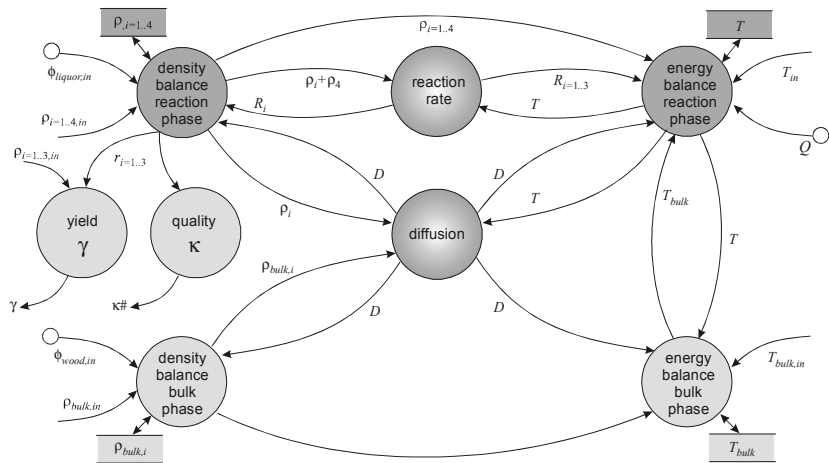 ρ,i=1..4
ρi=1..4
T
ϕliquor,in
density
balance
reaction
phase
ρi+ρ4
Ri
reaction
rate
Ri=1..3
T
energy
balance
reaction
phase
Tin
ρi=1..4,in
Q
ρi=1..3,in
ri=1..3
D
D
yield
γ
quality
κ
ρi
T
Tbulk
diffusion
T
ρbulk,i
γ
κ#
D
D
ϕwood,in
density
balance
bulk
phase
energy
balance
bulk
phase
Tbulk,in
ρbulk,in
ρbulk,i
Tbulk